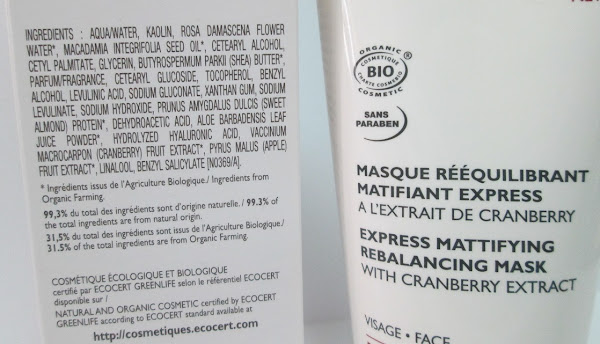 INGREDIENTS : AQUA/WATER, KAOLIN, ROSA DAMASCENA FLOWER
WATER*, MACADAMIA INTEGRIFOLIA SEED OIL*, CETEARYL ALCOHOL,
CETYL PALMITATE, GLYCERIN, BUTYROSPERMUM PARKII (SHEA) BUTTER*,
PARFUM/FRAGRANCE, CETEARYL GLUCOSIDE, TOCOPHEROL, BENZYL
ALCOHOL, LEVULINIC ACID, SODIUM GLUCONATE, XANTHAN GUM, SODIUM
LEVULINATE, SODIUM HYDROXIDE, PRUNUS AMYGDALUS DULCIS (SWEET
ALMOND) PROTEIN*, DEHYDROACETIC ACID, ALOE BARBADENSIS LEAF
JUICE POWDER*, HYDROLYZED HYALURONIC ACID, VACCINIUM
MACROCARPON (CRANBERRY) FRUIT EXTRACT*, PYRUS MALUS (APPLE)
FRUIT EXTRACT*, LINALOOL, BENZYL SALICYLATE [N0369/A].
* Ingrédients issus de l'Agriculture Biologique./ Ingredients from
Organic Farming.
99,3% du total des ingrédients sont d'origine naturelle. / 99.3% of
the total ingredients are from natural origin.
31,5% du total des ingrédients sont issus de l'Agriculture Biologique./
31.5% of the total ingredients are from Organic Farming.
COSMÉTIQUE ÉCOLOGIQUE ET BIOLOGIQUE
certifié par ECOCERT GREENLIFE selon le référentiel ECOCERT
disponible sur /
NATURAL AND ORGANIC COSMETIC certified by ECOCERT
GREENLIFE according to ECOCERT standard available at
http://cosmetiques.ecocert.com
ORGANIC
COSMEBIO
BIO
CHARTE COSMEBIO
COSMETIC
®
SANS
PARABEN
MASQUE RÉÉQUILIBRANT
MATIFIANT EXPRESS
A L'EXTRAIT DE CRANBERRY
EXPRESS MATTIFYING
REBALANCING MASK
WITH CRANBERRY EXTRACT
VISAGE • FACE